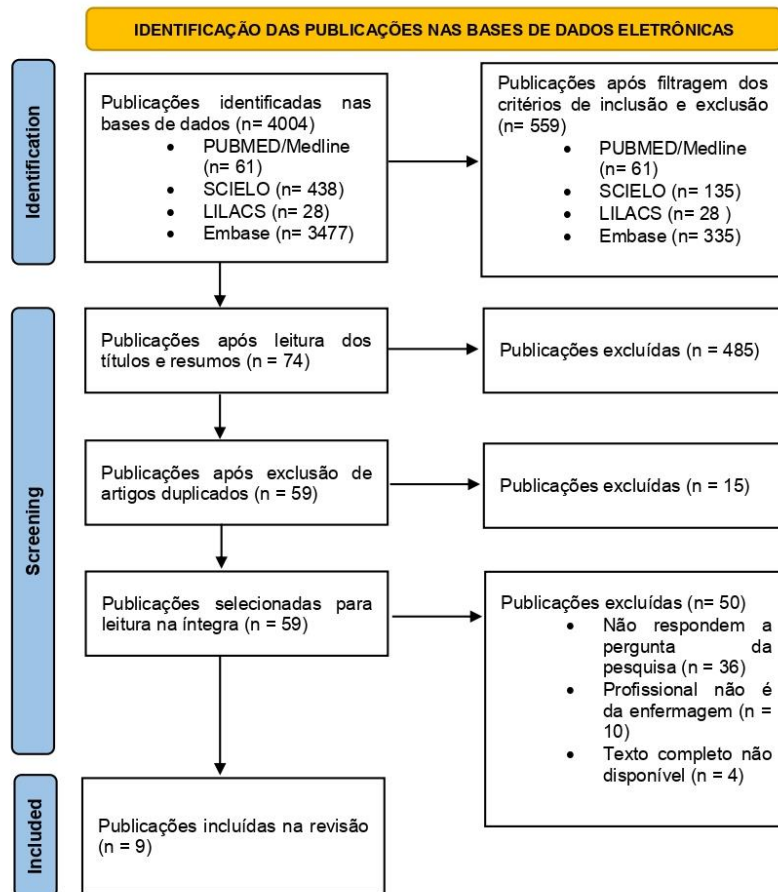 IDENTIFICAÇÃO DAS PUBLICAÇÕES NAS BASES DE DADOS ELETRÔNICAS
Identification
Publicações identificadas nas
bases de dados (n= 4004)
• PUBMED/Medline
(n= 61)
• SCIELO (n= 438)
• LILACS (n= 28)
• Embase (n= 3477)
Publicações após filtragem dos
critérios de inclusão e exclusão
(n= 559)
• PUBMED/Medline
(n= 61)
• SCIELO (n= 135)
• LILACS (n= 28 )
• Embase (n= 335)
Screening
Publicações após leitura dos
títulos e resumos (n = 74)
Publicações excluídas (n = 485)
Publicações após exclusão de
artigos duplicados (n = 59)
Publicações excluídas (n = 15)
Publicações selecionadas para
leitura na íntegra (n = 59)
Publicações excluídas (n= 50)
• Não respondem a
pergunta da
pesquisa (n = 36)
• Profissional não é
da enfermagem (n =
10)
• Texto completo não
disponível (n = 4)
Included
Publicações incluídas na revisão
(n = 9)